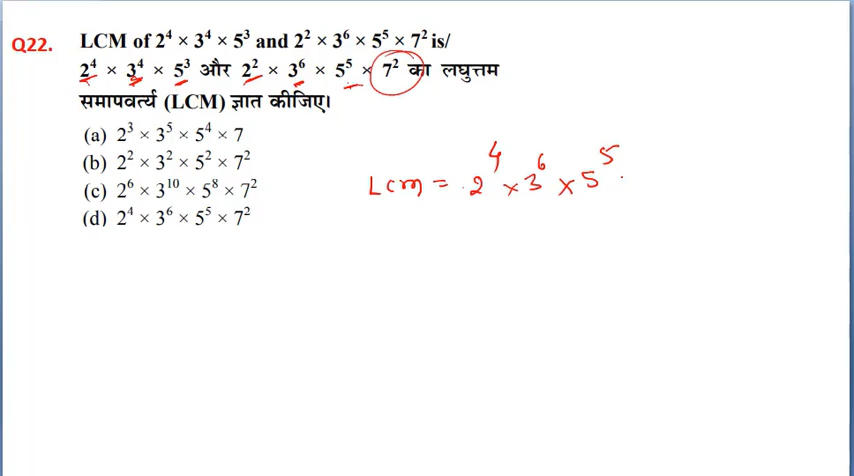 Q22. LCM of 2⁴ × 3⁴ × 5³ and 2² × 3⁶ × 5⁵ × 7² is/
2⁴ × 3⁴ × 5³ और 2² × 3⁶ × 5⁵ × 7² का लघुत्तम
समापवर्त्य (LCM) ज्ञात कीजिए।
(a) 2³ × 3⁵ × 5⁴ × 7
(b) 2² × 3² × 5² × 7²
(c) 2⁶ × 3¹⁰ × 5⁸ × 7²
(d) 2⁴ × 3⁶ × 5⁵ × 7²
Lcm = 2⁴ × 3⁶ × 5⁵